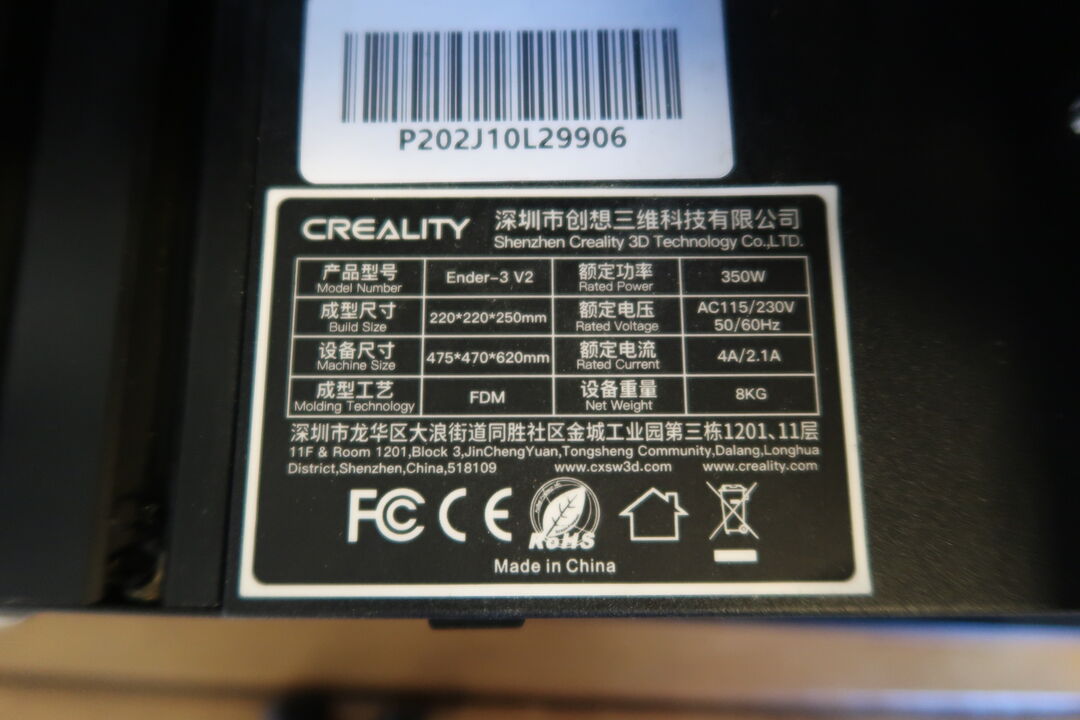 P202J10L29906
CREALITY 深圳市创想三维科技有限公司
Shenzhen Creality 3D Technology Co.,LTD.
产品型号 Ender-3 V2 额定功率 350W
Model Number Rated Power
成型尺寸 220*220*250mm 额定电压 AC115/230V
Build Size Rated Voltage 50/60Hz
设备尺寸 475*470*620mm 额定电流 4A/2.1A
Machine Size Rated Current
成型工艺 FDM 设备重量 8KG
Molding Technology Net Weight
深圳市龙华区大浪街道同胜社区金城工业园第三栋1201、11层
11F & Room 1201,Block 3,JinChengYuan,Tongsheng Community,Dalang,Longhua
District,Shenzhen,China,518109 www.cxsw3d.com www.creality.com
FC CE RoHS
Made in China